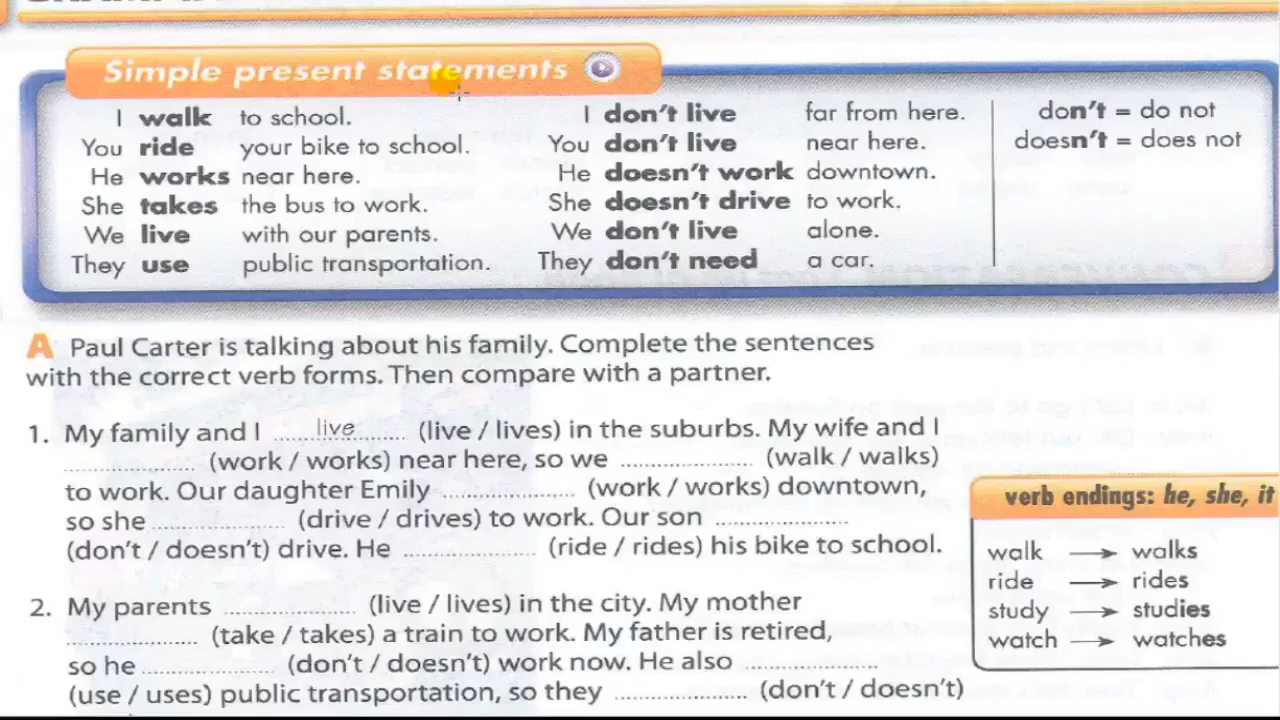 Simple present statements
I walk to school.
You ride your bike to school.
He works near here.
She takes the bus to work.
We live with our parents.
They use public transportation.
I don't live far from here.
You don't live near here.
He doesn't work downtown.
She doesn't drive to work.
We don't live alone.
They don't need a car.
don't = do not
doesn't = does not
A Paul Carter is talking about his family. Complete the sentences
with the correct verb forms. Then compare with a partner.
1. My family and I live (live / lives) in the suburbs. My wife and I
(work / works) near here, so we (walk / walks)
to work. Our daughter Emily (work / works) downtown,
so she (drive / drives) to work. Our son
(don't / doesn't) drive. He (ride / rides) his bike to school.
2. My parents (live / lives) in the city. My mother
(take / takes) a train to work. My father is retired,
so he (don't / doesn't) work now. He also
(use / uses) public transportation, so they (don't / doesn't)
verb endings: he, she, it
walk → walks
ride → rides
study → studies
watch → watches